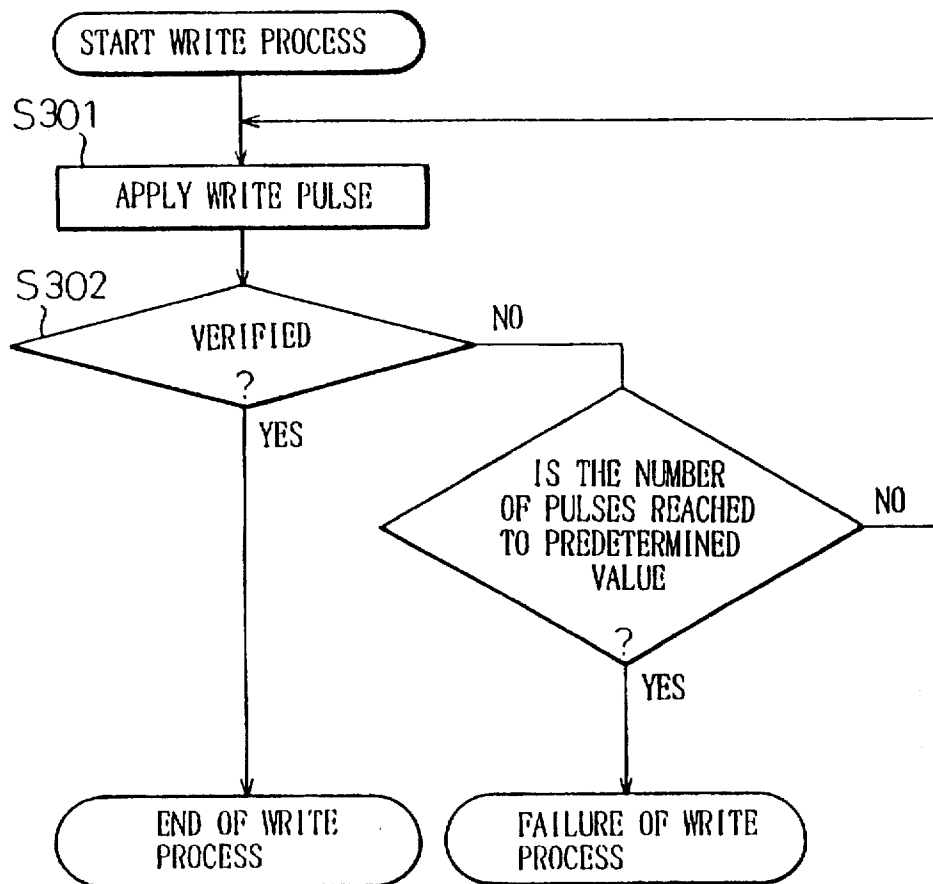 START WRITE PROCESS
S301
APPLY WRITE PULSE
S302
VERIFIED
?
NO
YES
IS THE NUMBER
OF PULSES REACHED
TO PREDETERMINED
VALUE
?
NO
YES
END OF WRITE
PROCESS
FAILURE OF WRITE
PROCESS